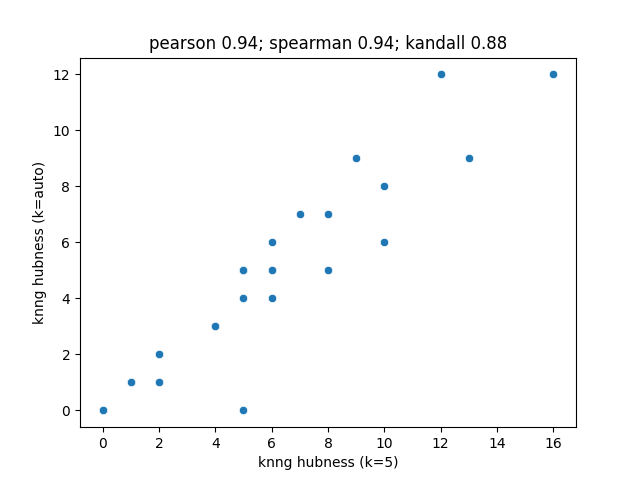 pearson 0.94; spearman 0.94; kandall 0.88
12
10
8
6
4
2
0
knng hubness (k=auto)
0 2 4 6 8 10 12 14 16
knng hubness (k=5)